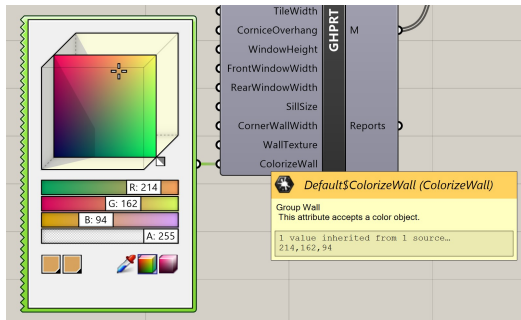 TileWidth
CorniceOverhang
WindowHeight
FrontWindowWidth
RearWindowWidth
SillSize
CornerWallWidth
WallTexture
ColorizeWall
GHPRT
M
Reports
R: 214
G: 162
B: 94
A: 255
Default$ColorizeWall (ColorizeWall)
Group Wall
This attribute accepts a color object.
1 value inherited from 1 source…
214,162,94